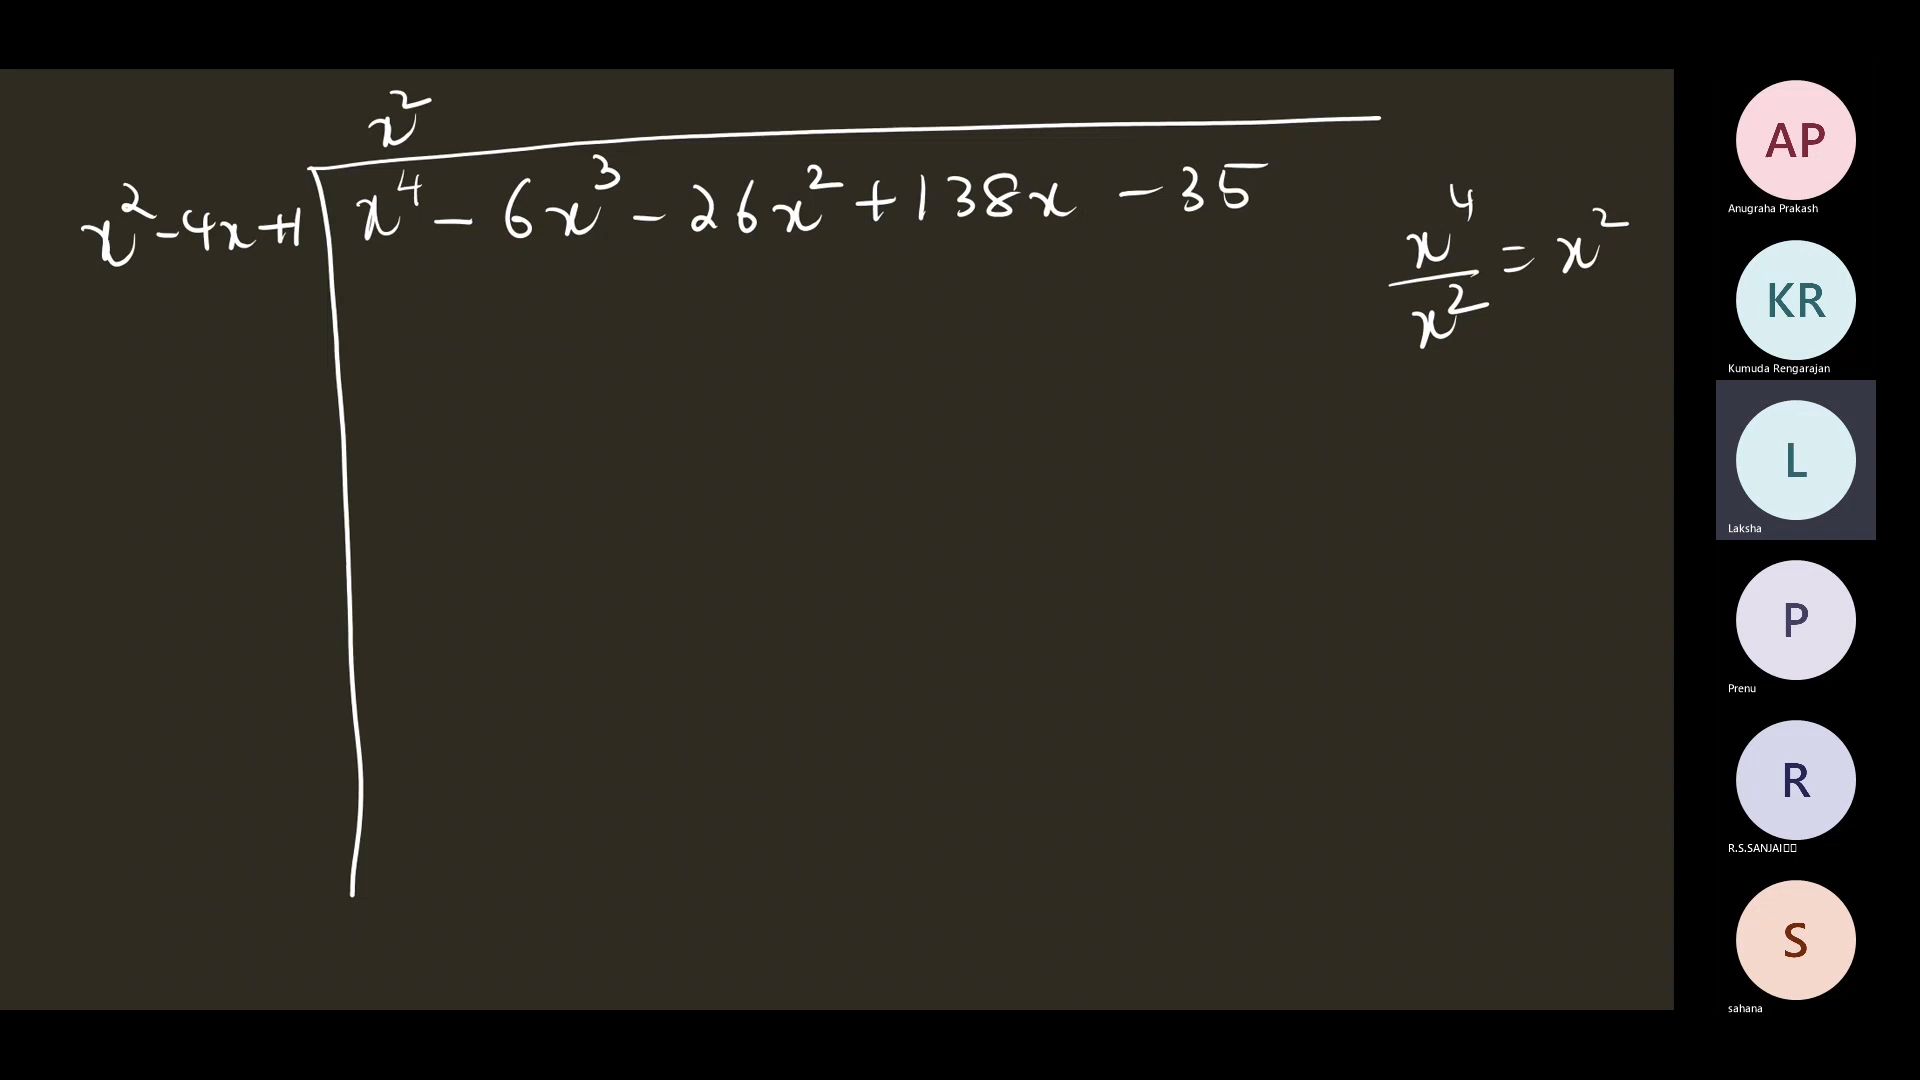 x²
x²-4x+1 x⁴ - 6x³ - 26x² + 138x - 35
x⁴/x² = x²
AP
Anugraha Prakash
KR
Kumuda Rengarajan
L
Laksha
P
Prenu
R
R.S.SANJAI
S
sahana